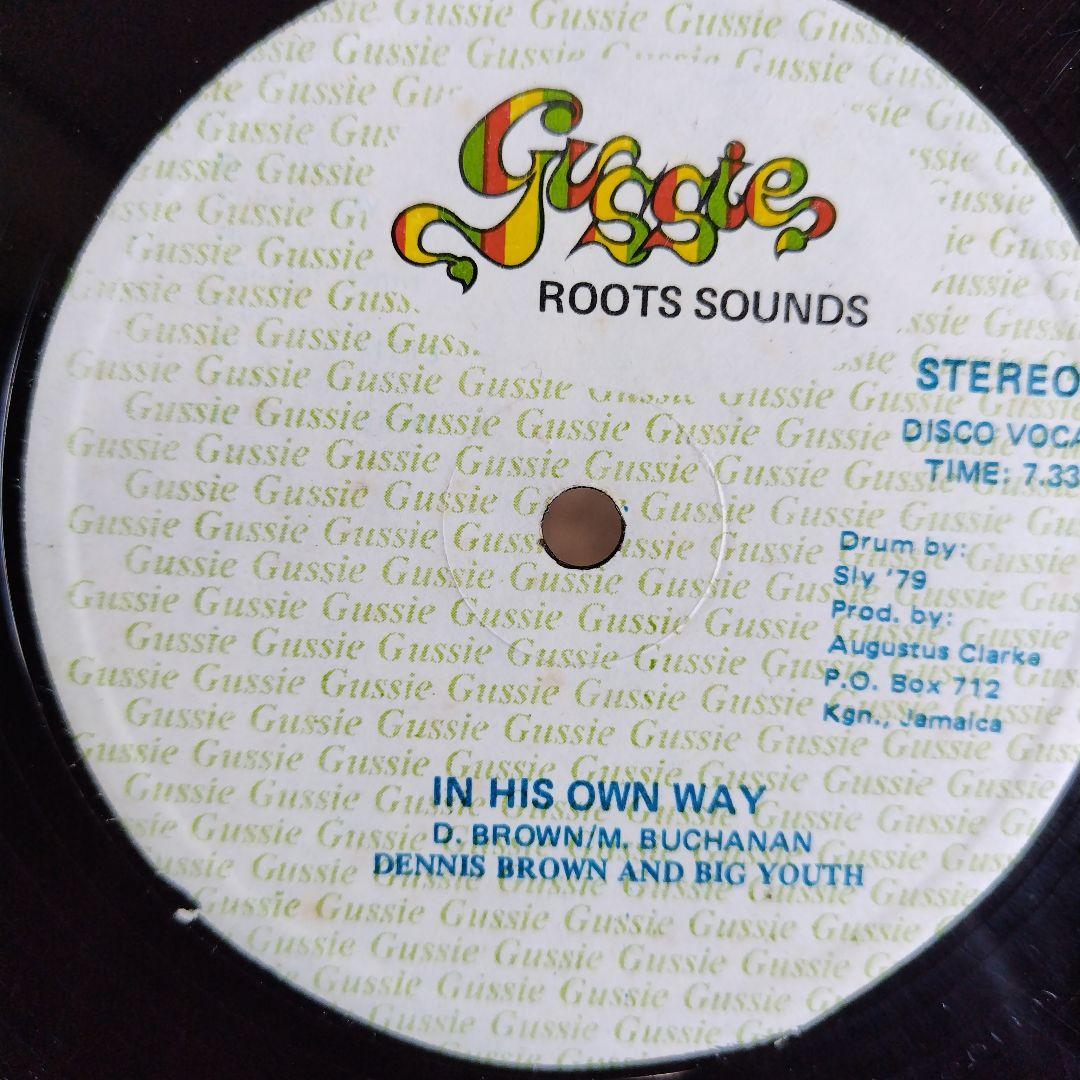 Gussie
ROOTS SOUNDS
STEREO
DISCO VOCA
TIME: 7.33
Drum by:
Sly '79
Prod. by:
Augustus Clarke
P.O. Box 712
Kgn., Jamaica
IN HIS OWN WAY
D. BROWN/M. BUCHANAN
DENNIS BROWN AND BIG YOUTH